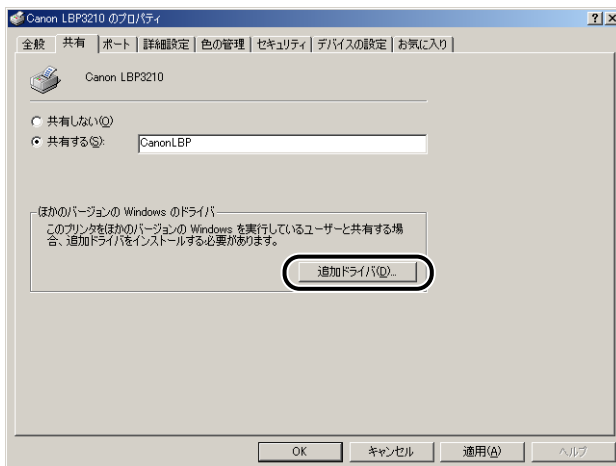 Canon LBP3210 のプロパティ
全般 共有 ポート 詳細設定 色の管理 セキュリティ デバイスの設定 お気に入り
Canon LBP3210
共有しない(O)
共有する(S): CanonLBP
ほかのバージョンの Windows のドライバ
このプリンタをほかのバージョンの Windows を実行しているユーザーと共有する場
合、追加ドライバをインストールする必要があります。
追加ドライバ(D)...
OK キャンセル 適用(A) ヘルプ